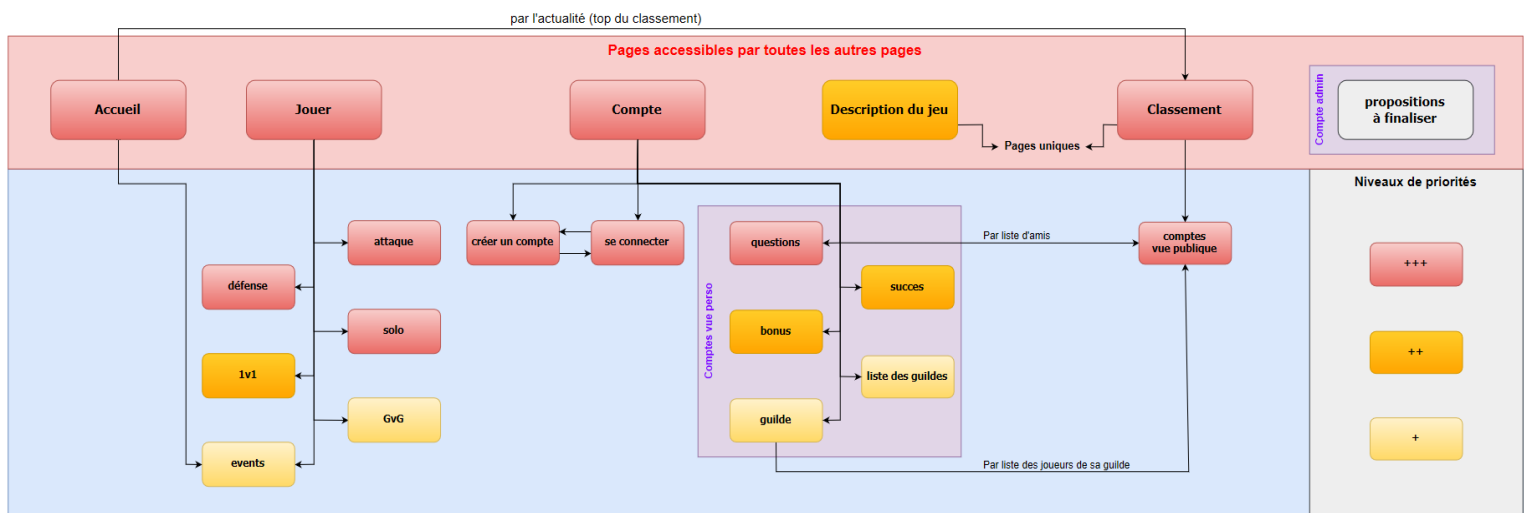 par l'actualité (top du classement)
Pages accessibles par toutes les autres pages
Accueil
Jouer
Compte
Description du jeu
Classement
Compte admin
propositions
à finaliser
Pages uniques
Niveaux de priorités
attaque
créer un compte
se connecter
questions
Par liste d'amis
comptes
vue publique
+++
défense
succes
Comptes vue perso
solo
bonus
++
1v1
liste des guildes
GvG
guilde
+
events
Par liste des joueurs de sa guilde